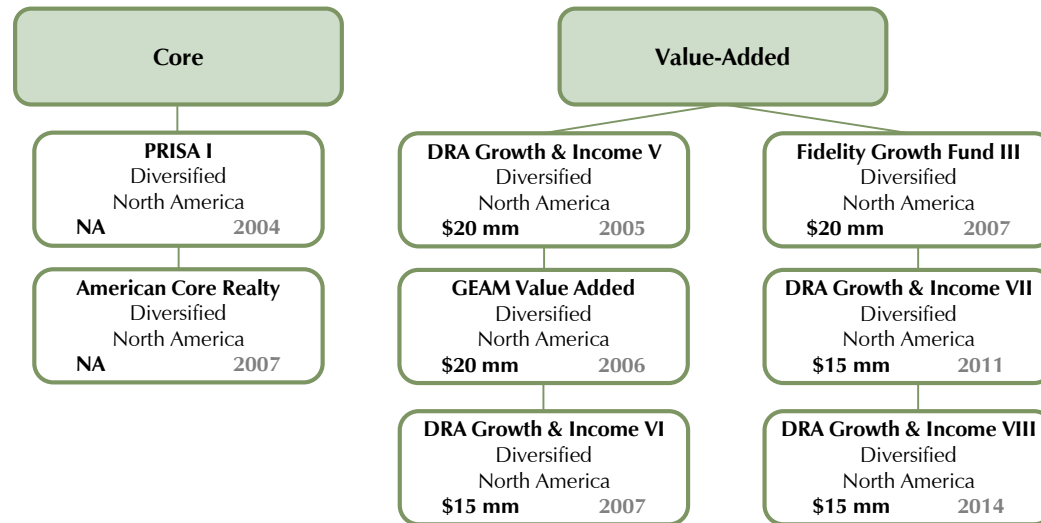 Core
PRISA I
Diversified
North America
NA 2004
American Core Realty
Diversified
North America
NA 2007
Value-Added
DRA Growth & Income V
Diversified
North America
$20 mm 2005
GEAM Value Added
Diversified
North America
$20 mm 2006
DRA Growth & Income VI
Diversified
North America
$15 mm 2007
Fidelity Growth Fund III
Diversified
North America
$20 mm 2007
DRA Growth & Income VII
Diversified
North America
$15 mm 2011
DRA Growth & Income VIII
Diversified
North America
$15 mm 2014